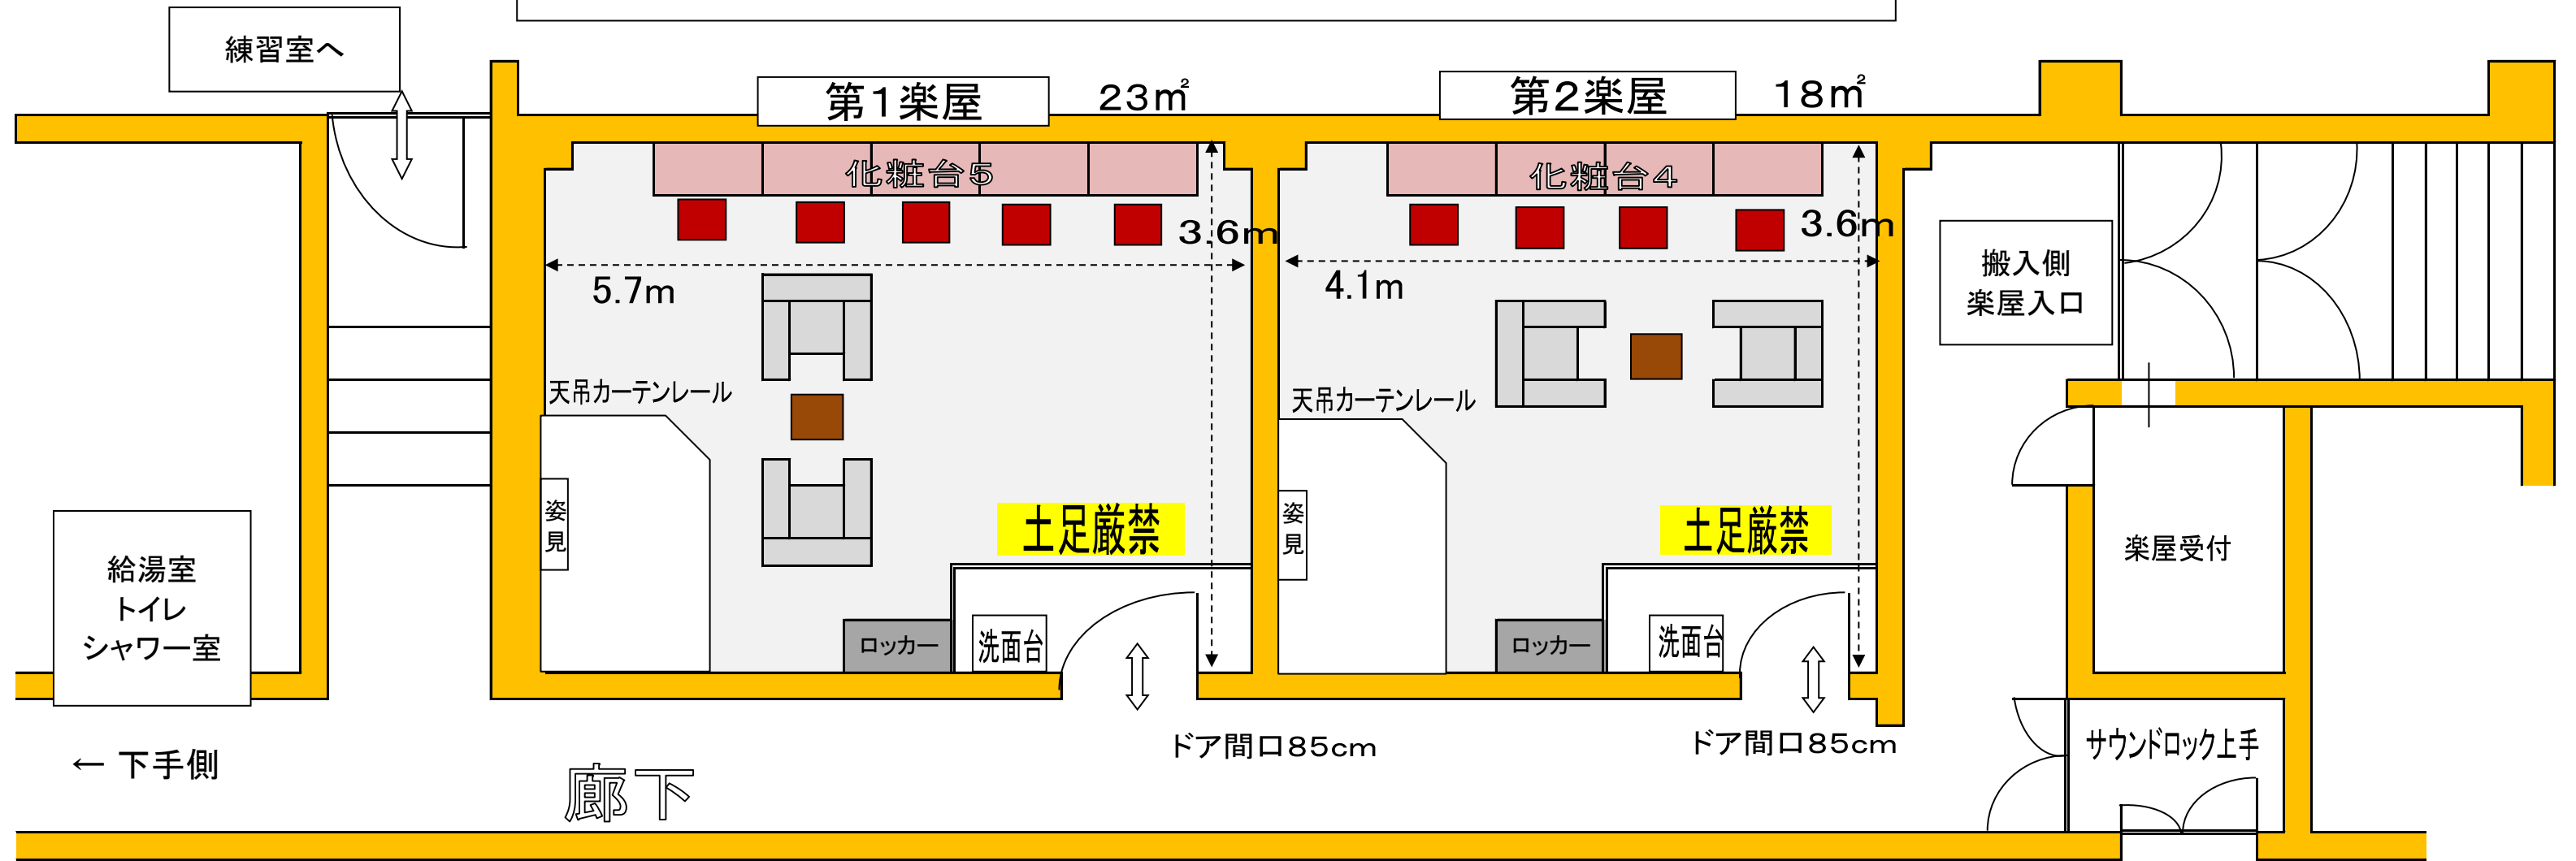 練習室へ
第1楽屋
23㎡
第2楽屋
18㎡
化粧台5
化粧台4
3.6m
3.6m
5.7m
4.1m
搬入側
楽屋入口
天吊カーテンレール
天吊カーテンレール
姿見
姿見
土足厳禁
土足厳禁
楽屋受付
給湯室
トイレ
シャワー室
ロッカー
洗面台
ロッカー
洗面台
ドア間口85cm
ドア間口85cm
サウンドロック上手
← 下手側
廊下